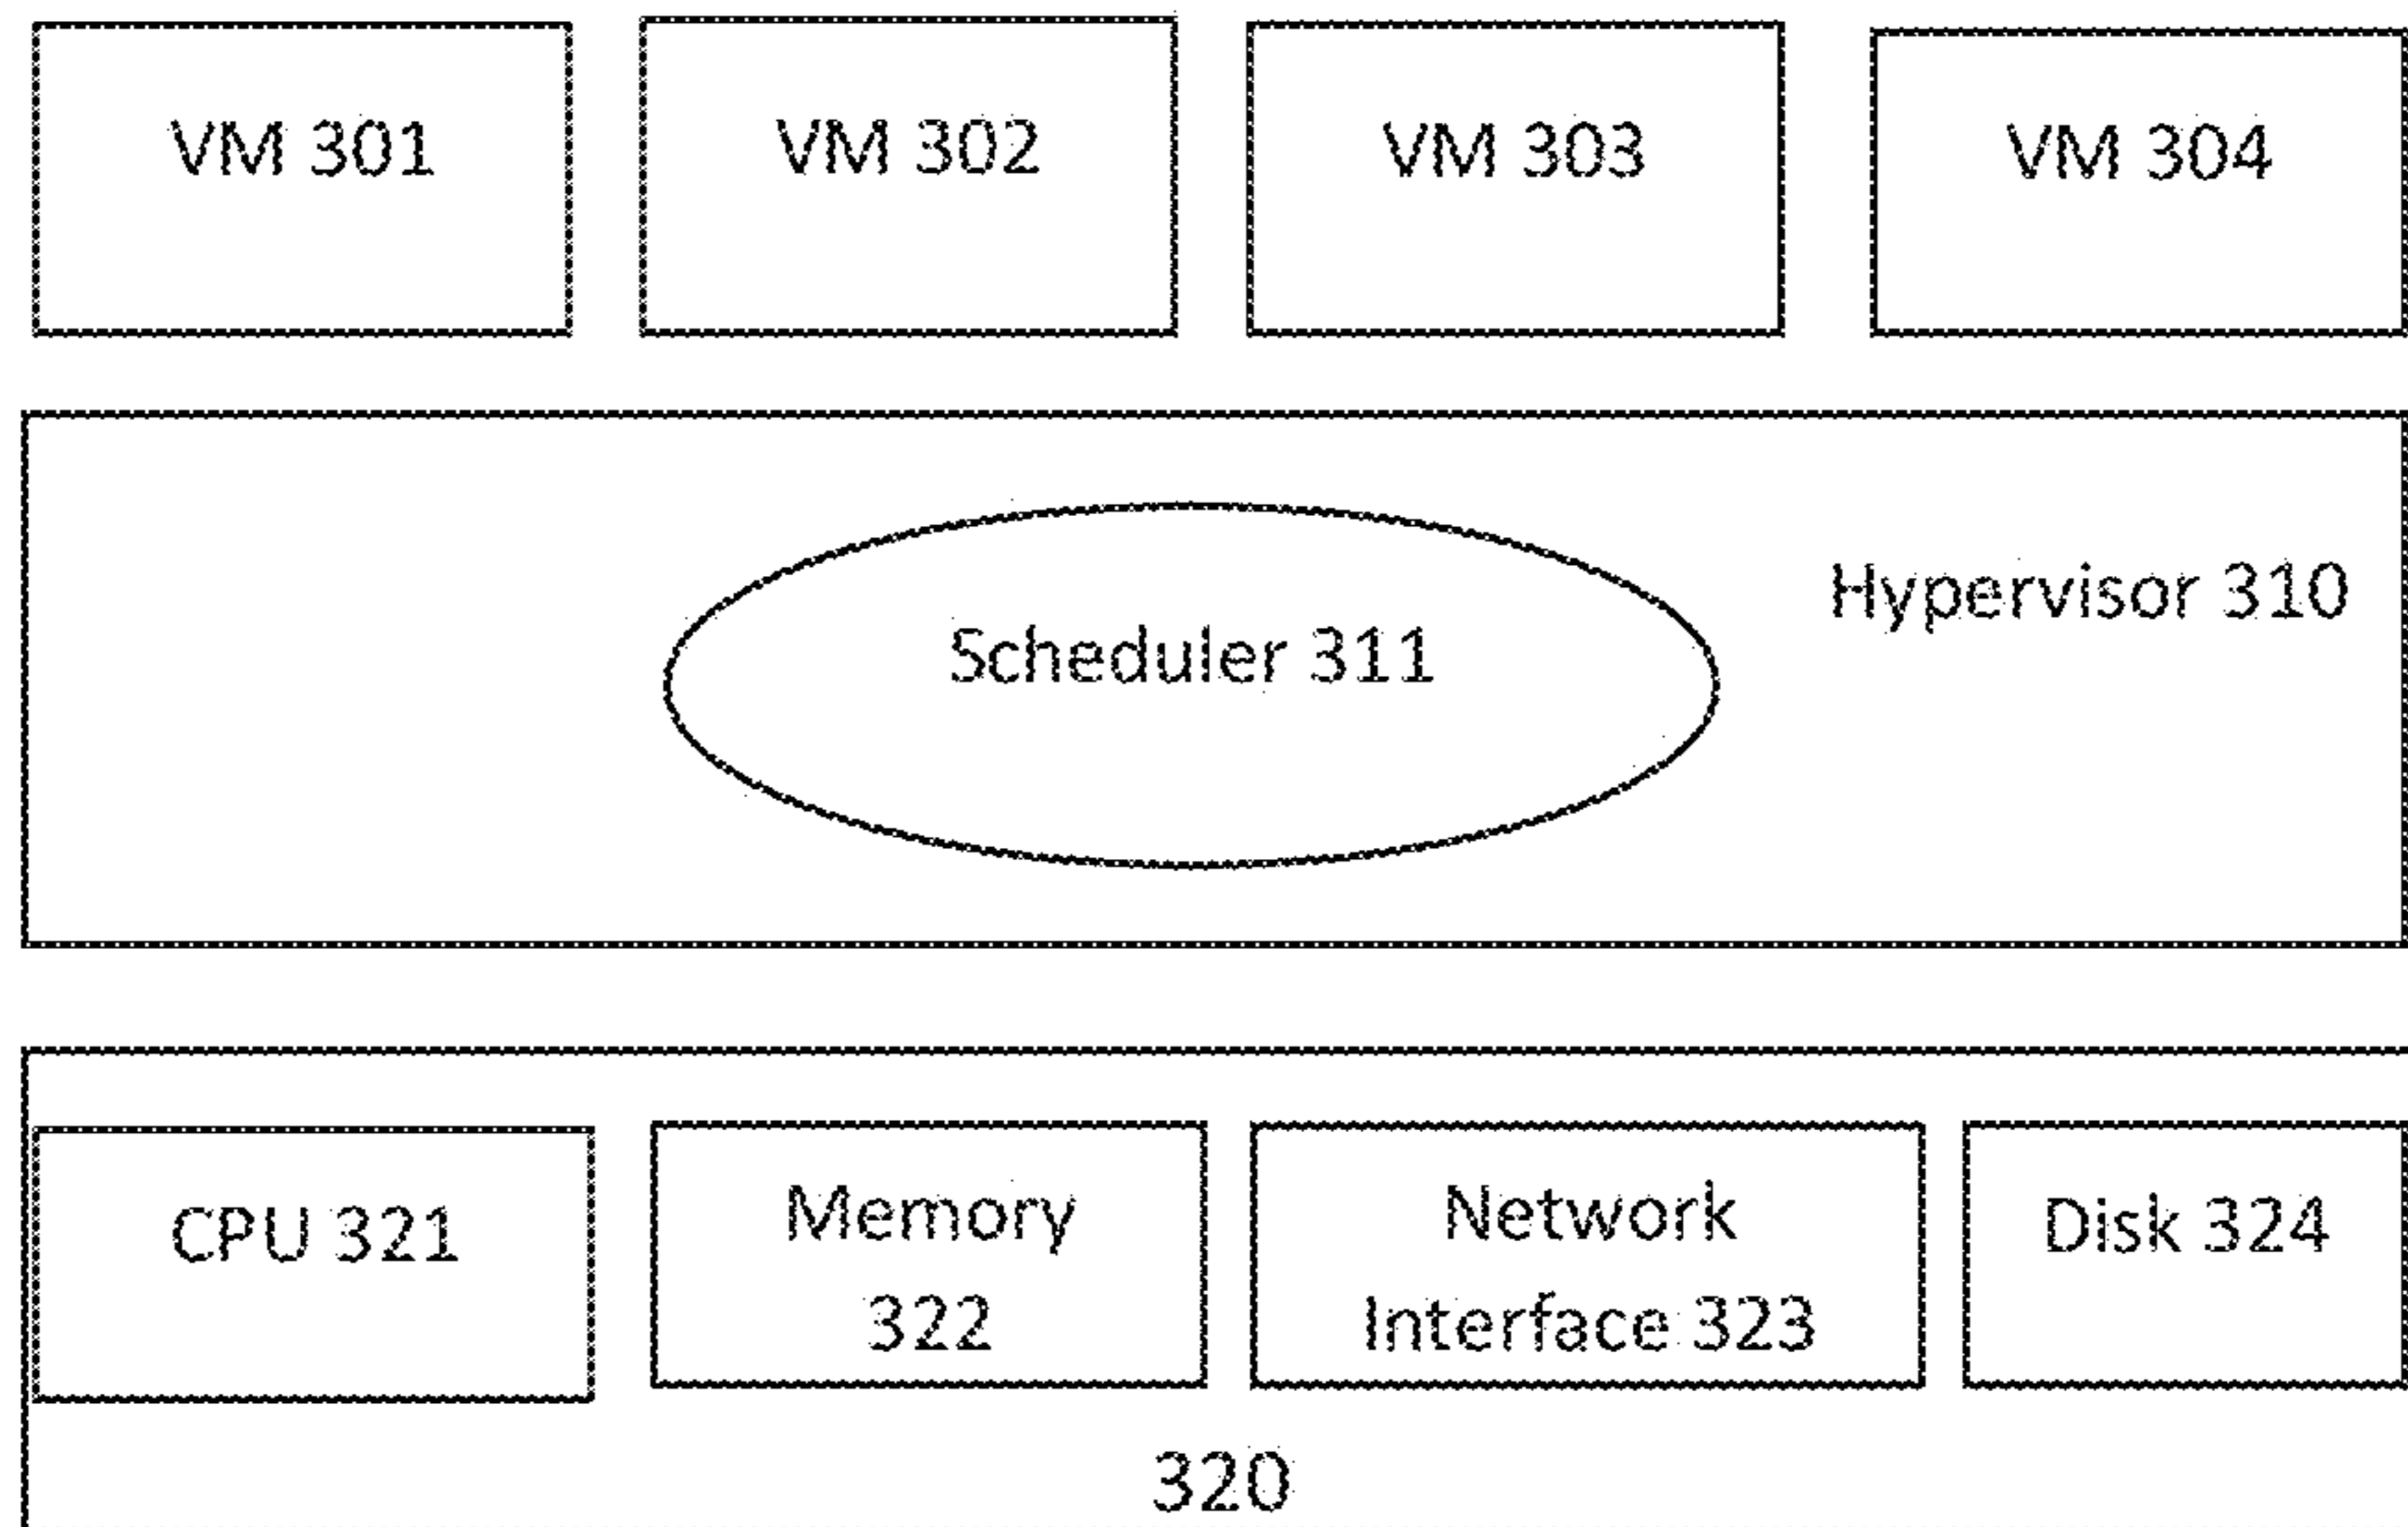 VM 301
VM 302
VM 303
VM 304
Hypervisor 310
Scheduler 311
CPU 321
Memory
322
Network
Interface 323
Disk 324
320